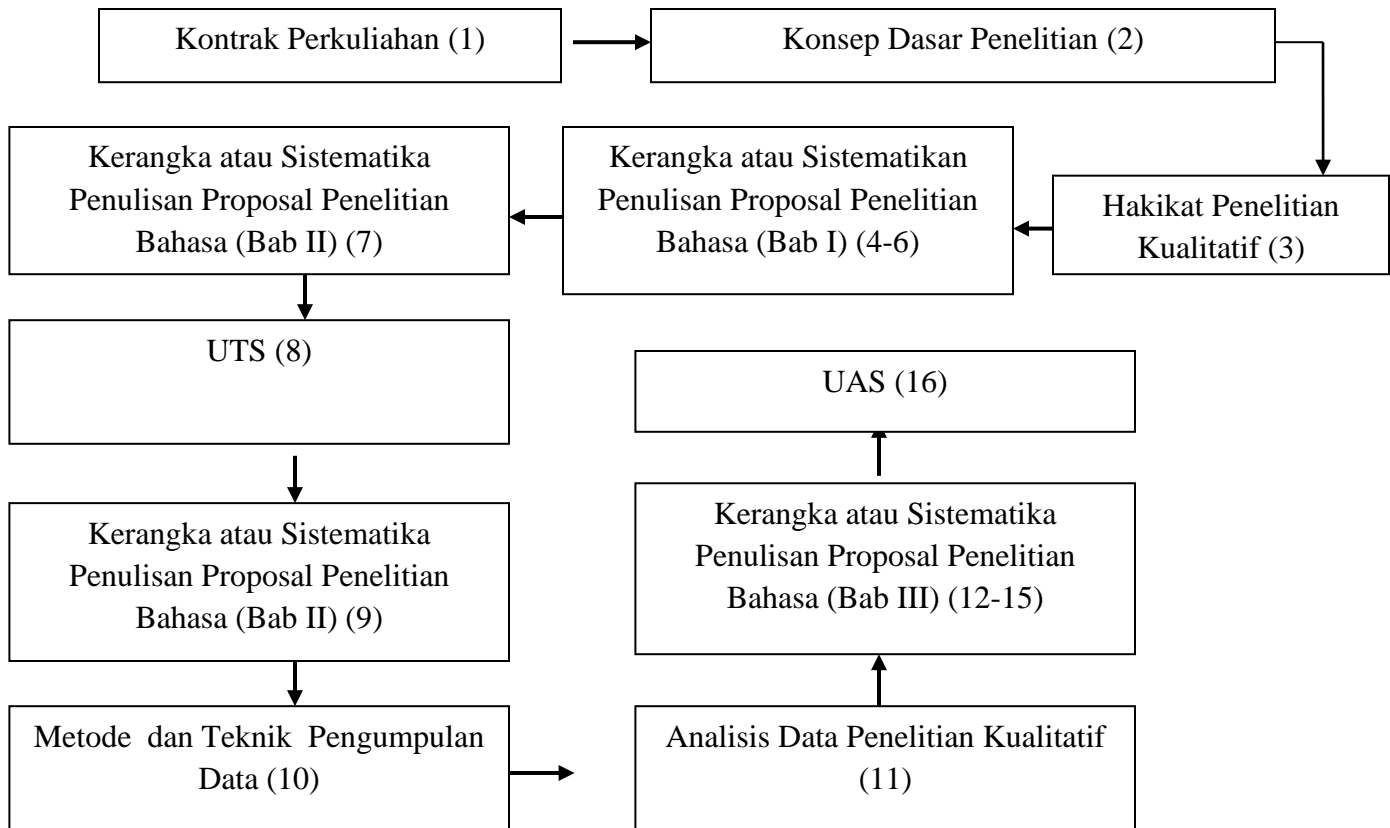 Kontrak Perkuliahan (1)
Konsep Dasar Penelitian (2)
Hakikat Penelitian
Kualitatif (3)
Kerangka atau Sistematikan
Penulisan Proposal Penelitian
Bahasa (Bab I) (4-6)
Kerangka atau Sistematika
Penulisan Proposal Penelitian
Bahasa (Bab II) (7)
UTS (8)
Kerangka atau Sistematika
Penulisan Proposal Penelitian
Bahasa (Bab II) (9)
Metode dan Teknik Pengumpulan
Data (10)
Analisis Data Penelitian Kualitatif
(11)
Kerangka atau Sistematika
Penulisan Proposal Penelitian
Bahasa (Bab III) (12-15)
UAS (16)